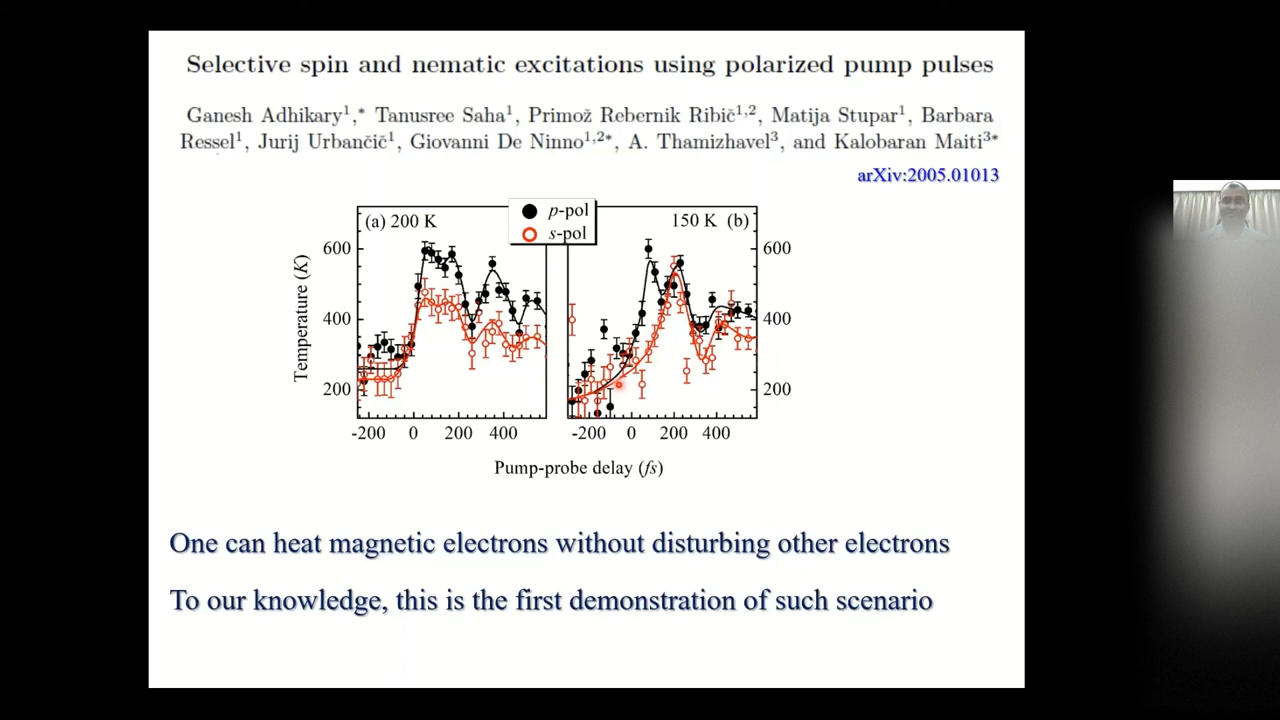 Selective spin and nematic excitations using polarized pump pulses
Ganesh Adhikary¹,* Tanusree Saha¹, Primož Rebernik Ribič¹,², Matija Stupar¹, Barbara
Ressel¹, Jurij Urbančič¹, Giovanni De Ninno¹,²*, A. Thamizhavel³, and Kalobaran Maiti³*
arXiv:2005.01013
(a) 200 K
p-pol
s-pol
150 K (b)
600
400
200
Temperature (K)
600
400
200
-200 0 200 400
-200 0 200 400
Pump-probe delay (fs)
One can heat magnetic electrons without disturbing other electrons
To our knowledge, this is the first demonstration of such scenario